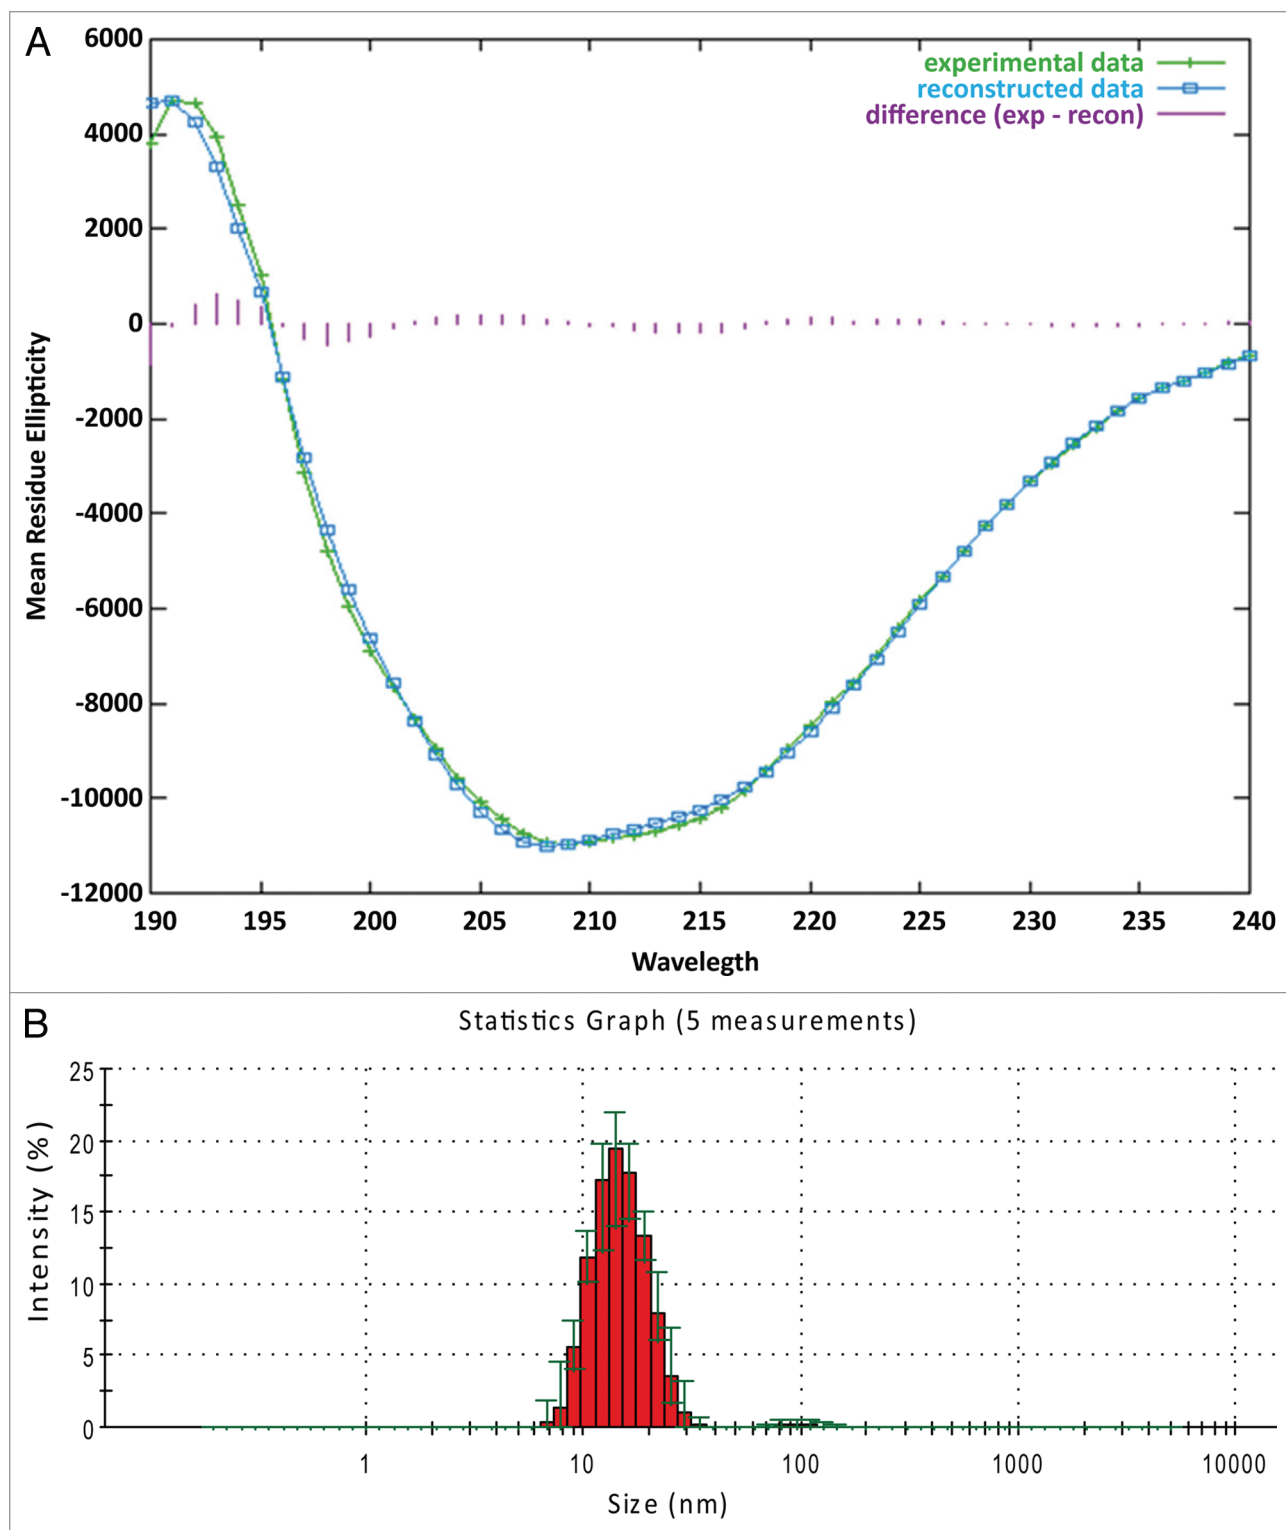 A
6000
4000
2000
0
-2000
-4000
-6000
-8000
-10000
-12000
Mean Residue Ellipticity
experimental data
reconstructed data
difference (exp - recon)
190 195 200 205 210 215 220 225 230 235 240
Wavelegth
B
Statistics Graph (5 measurements)
25
20
15
10
5
0
Intensity (%)
1 10 100 1000 10000
Size (nm)